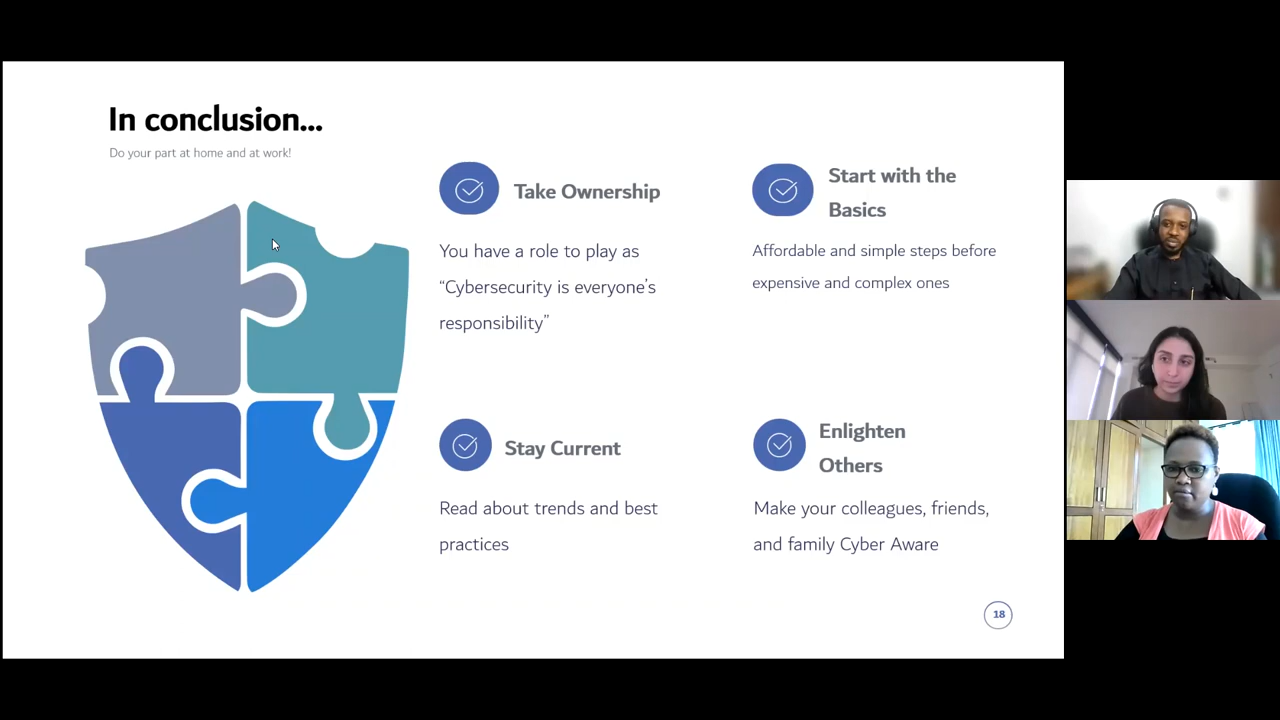 In conclusion...
Do your part at home and at work!
Take Ownership
You have a role to play as
“Cybersecurity is everyone’s
responsibility”
Start with the
Basics
Affordable and simple steps before
expensive and complex ones
Stay Current
Read about trends and best
practices
Enlighten
Others
Make your colleagues, friends,
and family Cyber Aware
18